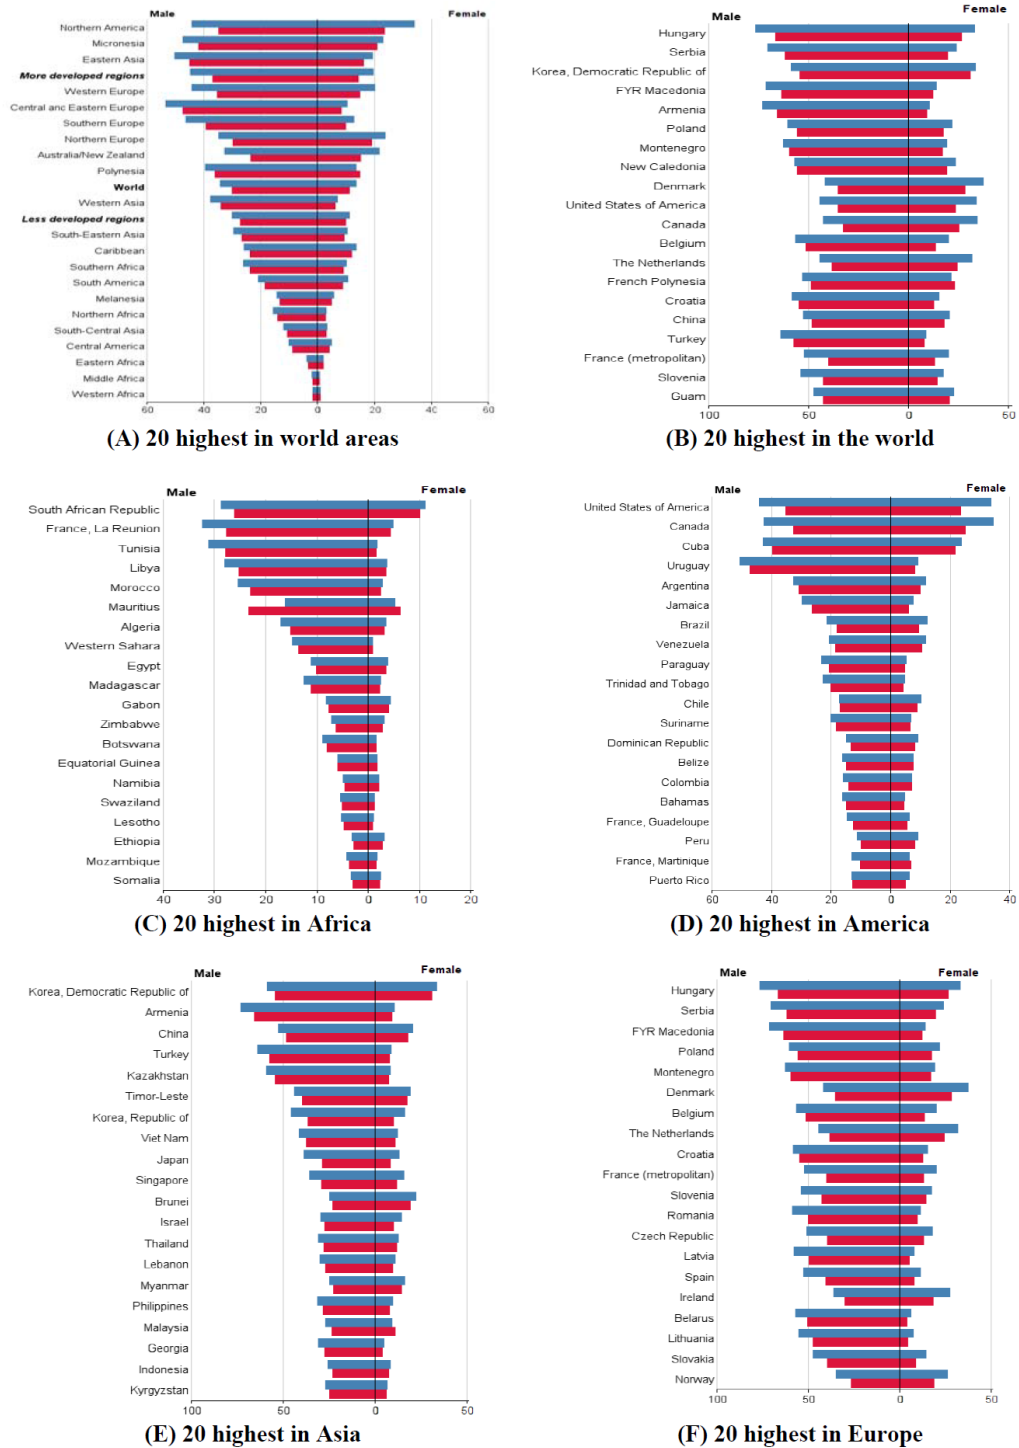 Male Female
Northern America
Micronesia
Eastern Asia
More developed regions
Western Europe
Central and Eastern Europe
Southern Europe
Northern Europe
Australia/New Zealand
Polynesia
World
Western Asia
Less developed regions
South-Eastern Asia
Caribbean
Southern Africa
South America
Melanesia
Northern Africa
South-Central Asia
Central America
Eastern Africa
Middle Africa
Western Africa
60 40 20 0 20 40 60
(A) 20 highest in world areas
Male Female
Hungary
Serbia
Korea, Democratic Republic of
FYR Macedonia
Armenia
Poland
Montenegro
New Caledonia
Denmark
United States of America
Canada
Belgium
The Netherlands
French Polynesia
Croatia
China
Turkey
France (metropolitan)
Slovenia
Guam
100 50 0 50
(B) 20 highest in the world
Male Female
South African Republic
France, La Reunion
Tunisia
Libya
Morocco
Mauritius
Algeria
Western Sahara
Egypt
Madagascar
Gabon
Zimbabwe
Botswana
Equatorial Guinea
Namibia
Swaziland
Lesotho
Ethiopia
Mozambique
Somalia
40 30 20 10 0 10 20
(C) 20 highest in Africa
Male Female
United States of America
Canada
Cuba
Uruguay
Argentina
Jamaica
Brazil
Venezuela
Paraguay
Trinidad and Tobago
Chile
Suriname
Dominican Republic
Belize
Colombia
Bahamas
France, Guadeloupe
Peru
France, Martinique
Puerto Rico
60 40 20 0 20 40
(D) 20 highest in America
Male Female
Korea, Democratic Republic of
Armenia
China
Turkey
Kazakhstan
Timor-Leste
Korea, Republic of
Viet Nam
Japan
Singapore
Brunei
Israel
Thailand
Lebanon
Myanmar
Philippines
Malaysia
Georgia
Indonesia
Kyrgyzstan
100 50 0 50
(E) 20 highest in Asia
Male Female
Hungary
Serbia
FYR Macedonia
Poland
Montenegro
Denmark
Belgium
The Netherlands
Croatia
France (metropolitan)
Slovenia
Romania
Czech Republic
Latvia
Spain
Ireland
Belarus
Lithuania
Slovakia
Norway
100 50 0 50
(F) 20 highest in Europe